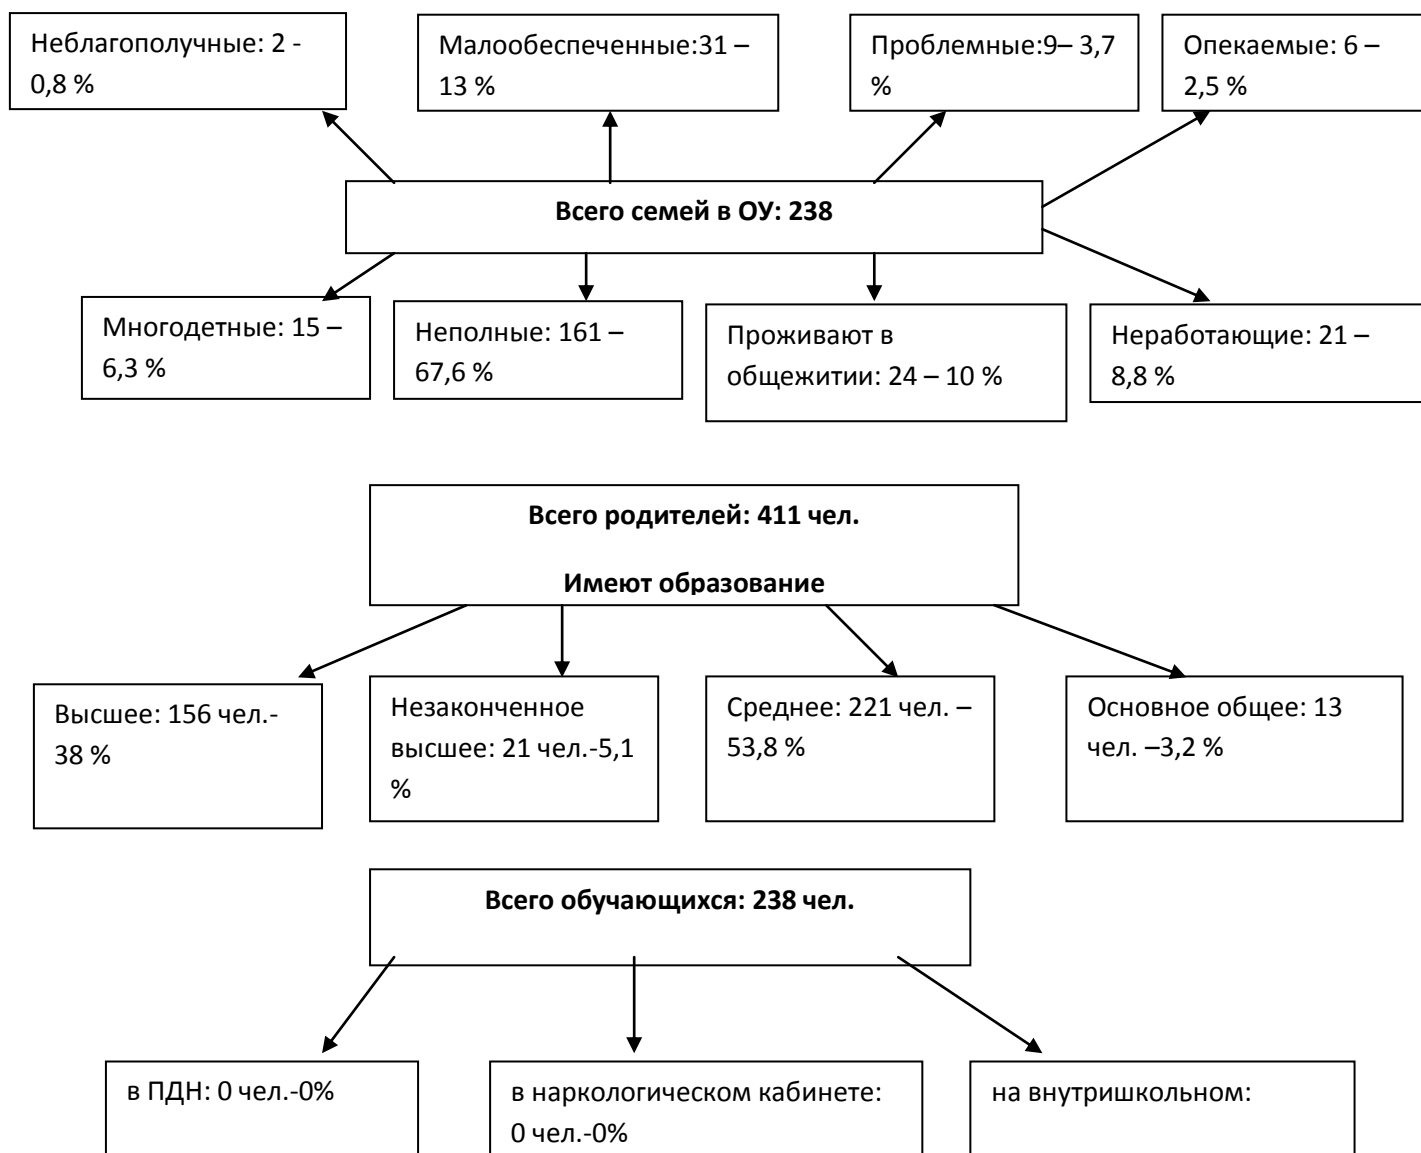 Неблагополучные: 2 -
0,8 %
Малообеспеченные:31 –
13 %
Проблемные:9– 3,7
%
Опекаемые: 6 –
2,5 %
Всего семей в ОУ: 238
Многодетные: 15 –
6,3 %
Неполные: 161 –
67,6 %
Проживают в
общежитии: 24 – 10 %
Неработающие: 21 –
8,8 %
Всего родителей: 411 чел.
Имеют образование
Высшее: 156 чел.-
38 %
Незаконченное
высшее: 21 чел.-5,1
%
Среднее: 221 чел. –
53,8 %
Основное общее: 13
чел. –3,2 %
Всего обучающихся: 238 чел.
в ПДН: 0 чел.-0%
в наркологическом кабинете:
0 чел.-0%
на внутришкольном: